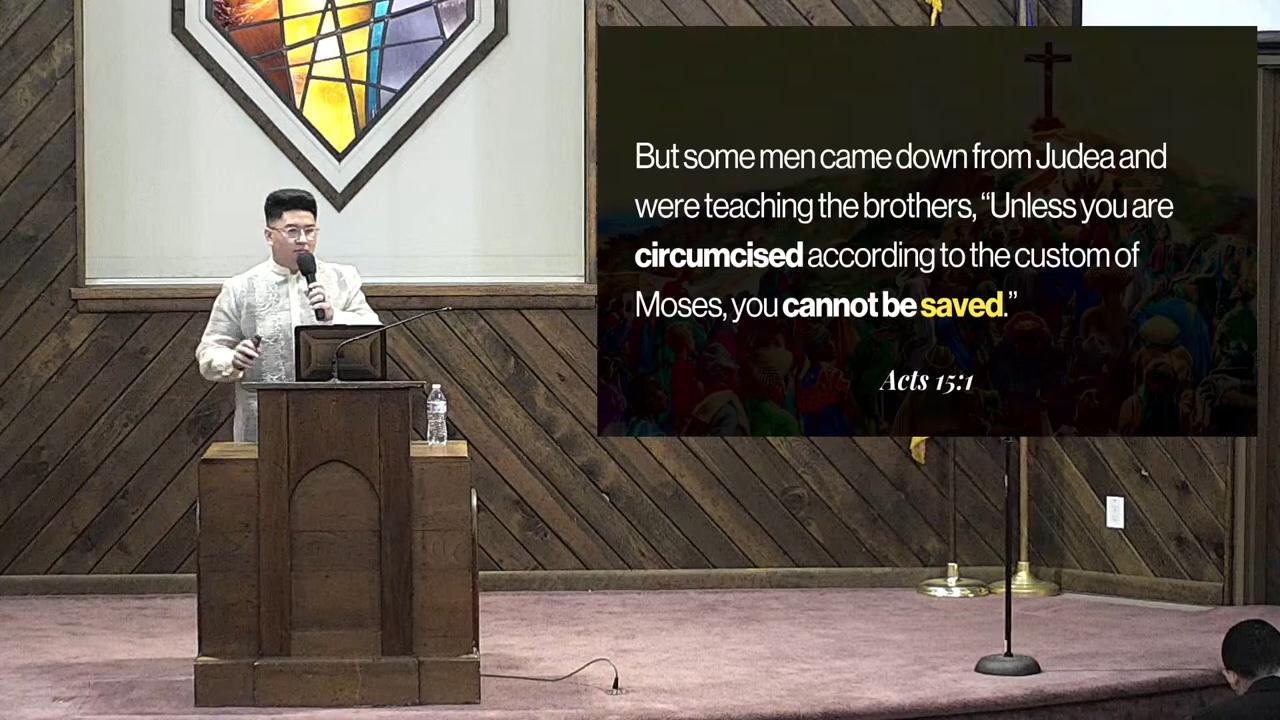 But some men came down from Judea and
were teaching the brothers, “Unless you are
circumcised according to the custom of
Moses, you cannot be saved.”
Acts 15:1